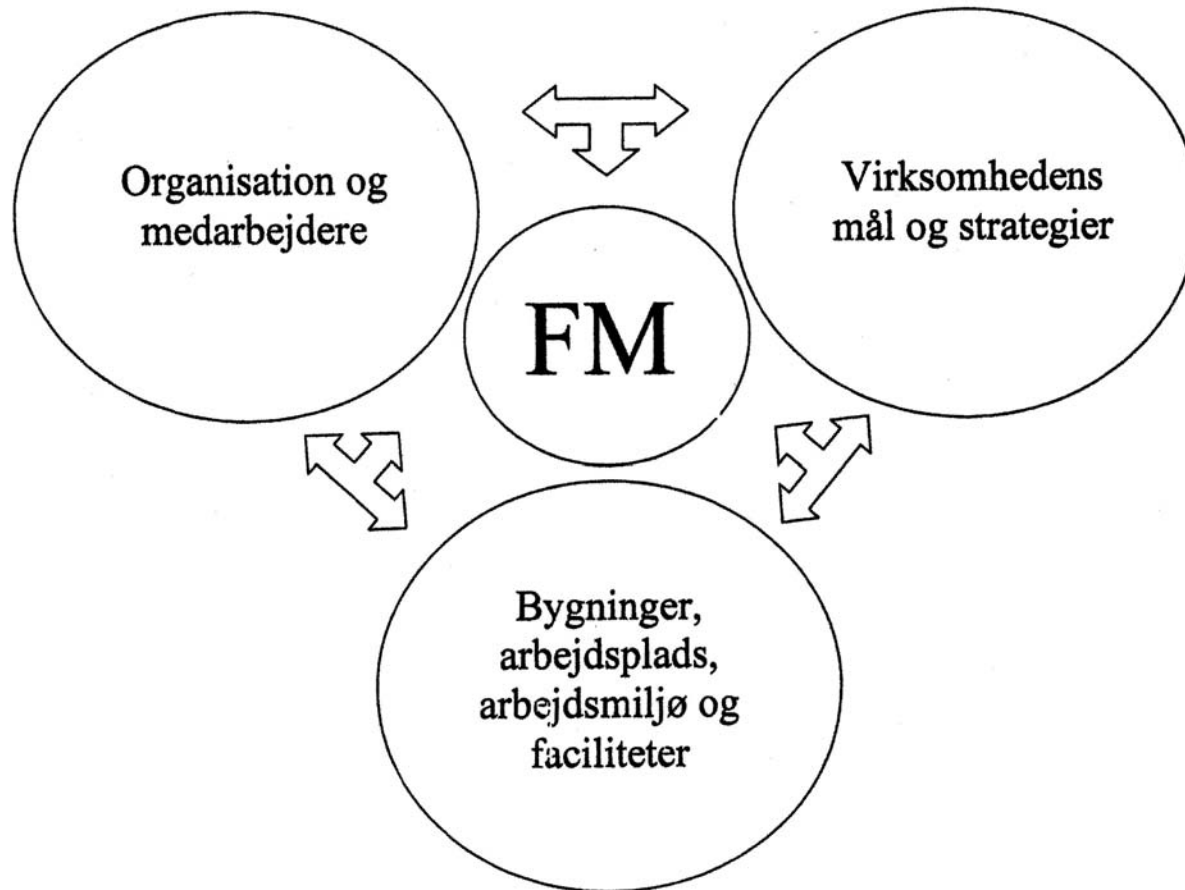 Organisation og
medarbejdere
Virksomhedens
mål og strategier
FM
Bygninger,
arbejdsplads,
arbejdsmiljø og
faciliteter